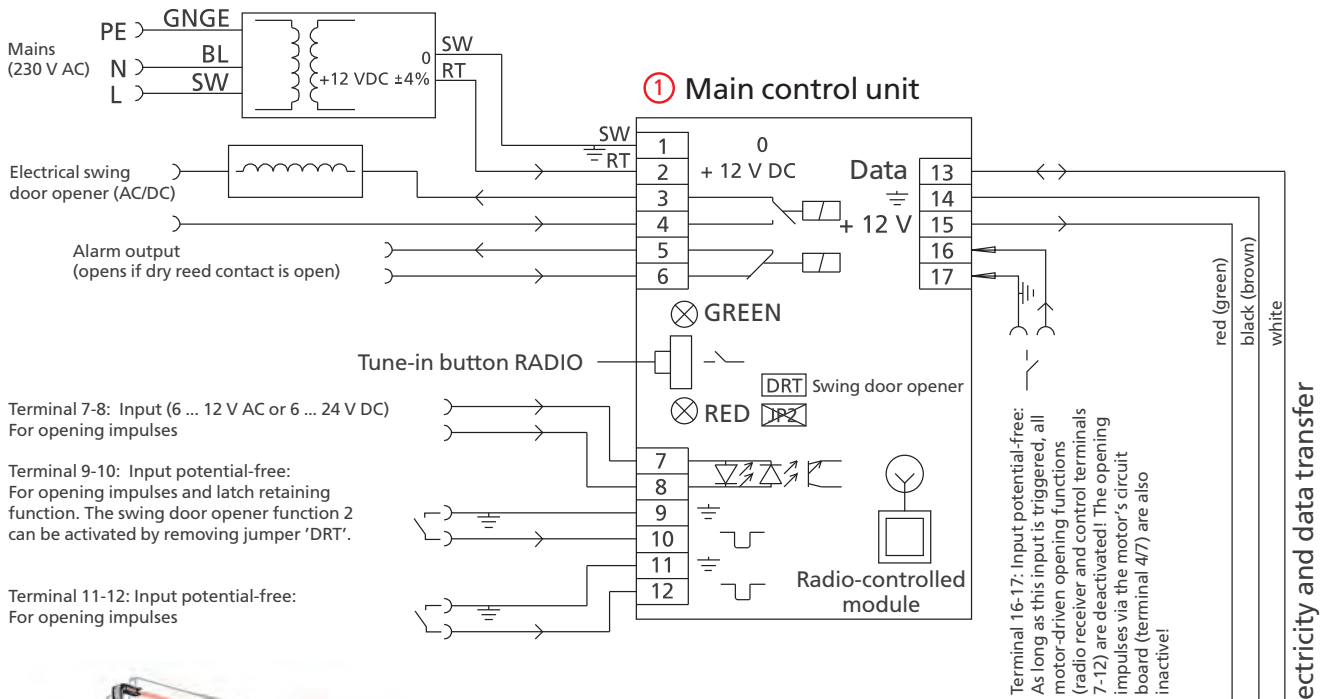 Mains
(230 V AC)
PE
GNGE
N
BL
L
SW
0
+12 VDC ±4%
SW
RT
1 Main control unit
SW
RT
1
2
3
4
5
6
0
+ 12 V DC
Data
+ 12 V
13
14
15
16
17
Electrical swing
door opener (AC/DC)
Alarm output
(opens if dry reed contact is open)
GREEN
Tune-in button RADIO
DRT Swing door opener
RED JP2
Terminal 7-8: Input (6 ... 12 V AC or 6 ... 24 V DC)
For opening impulses
Terminal 9-10: Input potential-free:
For opening impulses and latch retaining
function. The swing door opener function 2
can be activated by removing jumper 'DRT'.
Terminal 11-12: Input potential-free:
For opening impulses
7
8
9
10
11
12
Radio-controlled
module
Terminal 16-17: Input potential-free:
As long as this input is triggered, all
motor-driven opening functions
(radio receiver and control terminals
7-12) are deactivated! The opening
impulses via the motor's circuit
board (terminal 4/7) are also
inactive!
red (green)
black (brown)
white
ectricity and data transfer